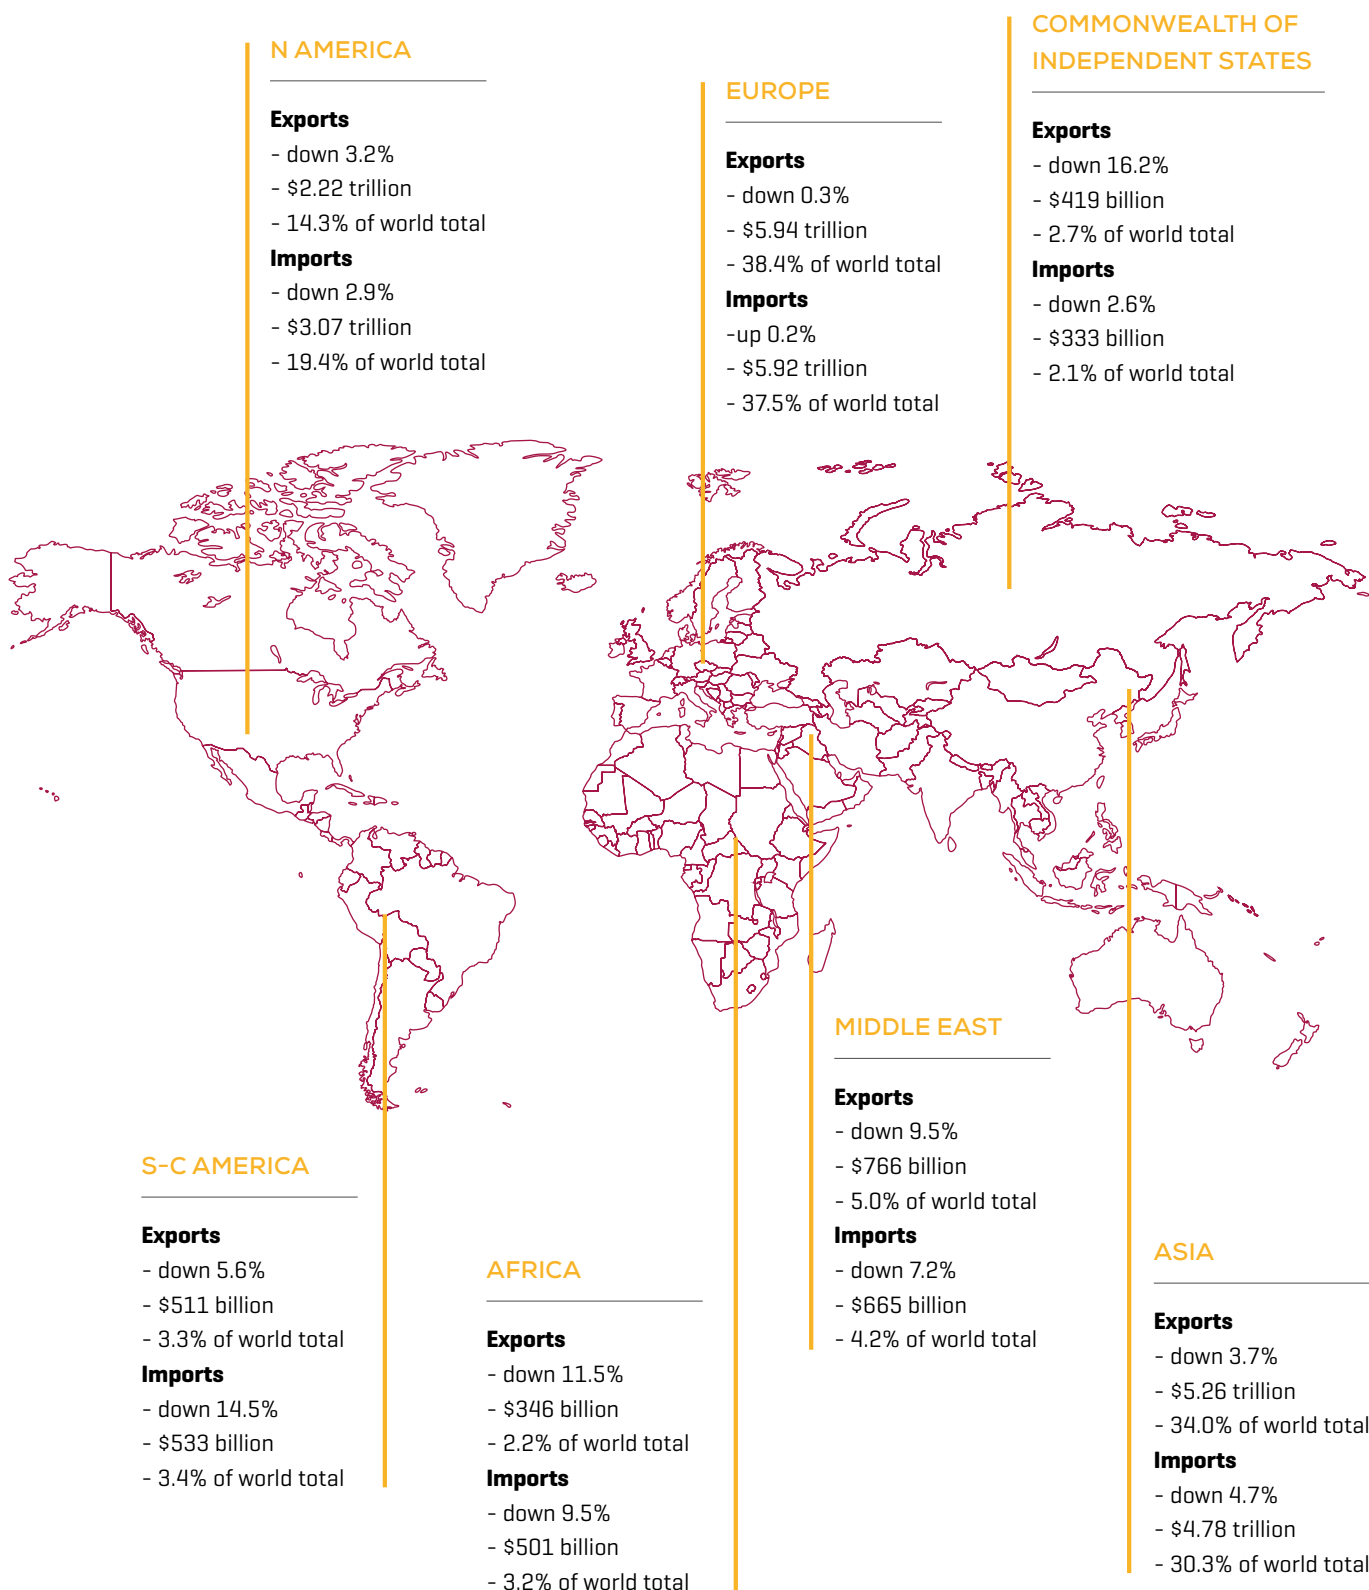 N AMERICA
Exports
- down 3.2%
- $2.22 trillion
- 14.3% of world total
Imports
- down 2.9%
- $3.07 trillion
- 19.4% of world total
EUROPE
Exports
- down 0.3%
- $5.94 trillion
- 38.4% of world total
Imports
-up 0.2%
- $5.92 trillion
- 37.5% of world total
COMMONWEALTH OF
INDEPENDENT STATES
Exports
- down 16.2%
- $419 billion
- 2.7% of world total
Imports
- down 2.6%
- $333 billion
- 2.1% of world total
S-C AMERICA
Exports
- down 5.6%
- $511 billion
- 3.3% of world total
Imports
- down 14.5%
- $533 billion
- 3.4% of world total
AFRICA
Exports
- down 11.5%
- $346 billion
- 2.2% of world total
Imports
- down 9.5%
- $501 billion
- 3.2% of world total
MIDDLE EAST
Exports
- down 9.5%
- $766 billion
- 5.0% of world total
Imports
- down 7.2%
- $665 billion
- 4.2% of world total
ASIA
Exports
- down 3.7%
- $5.26 trillion
- 34.0% of world total
Imports
- down 4.7%
- $4.78 trillion
- 30.3% of world total